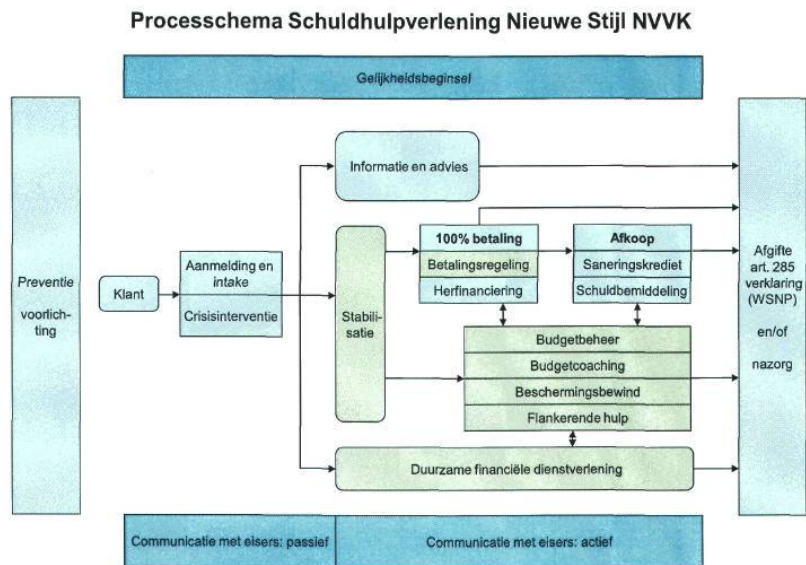 Processchema Schuldhulpverlening Nieuwe Stijl NVVK
Gelijkheidsbeginsel
Preventie
voorlich-
ting
Klant
Aanmelding en
intake
Crisisinterventie
Informatie en advies
Stabili-
satie
100% betaling
Betalingsregeling
Herfinanciering
Afkoop
Saneringskrediet
Schuldbemiddeling
Budgetbeheer
Budgetcoaching
Beschermingsbewind
Flankerende hulp
Duurzame financiële dienstverlening
Afgifte
art. 285
verklaring
(WSNP)
en/of
nazorg
Communicatie met eisers: passief
Communicatie met eisers: actief